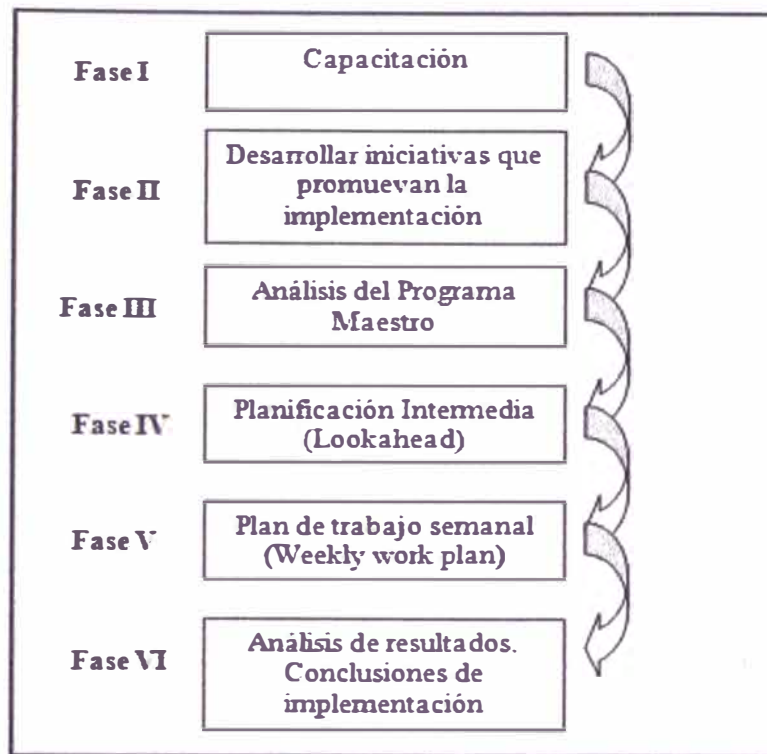 Fase I
Capacitación
Fase II
Desarrollar iniciativas que
promuevan la
implementación
Fase III
Análisis del Programa
Maestro
Fase IV
Planificación Intermedia
(Lookahead)
Fase V
Plan de trabajo semanal
(Weekly work plan)
Fase VI
Análisis de resultados.
Conclusiones de
implementación